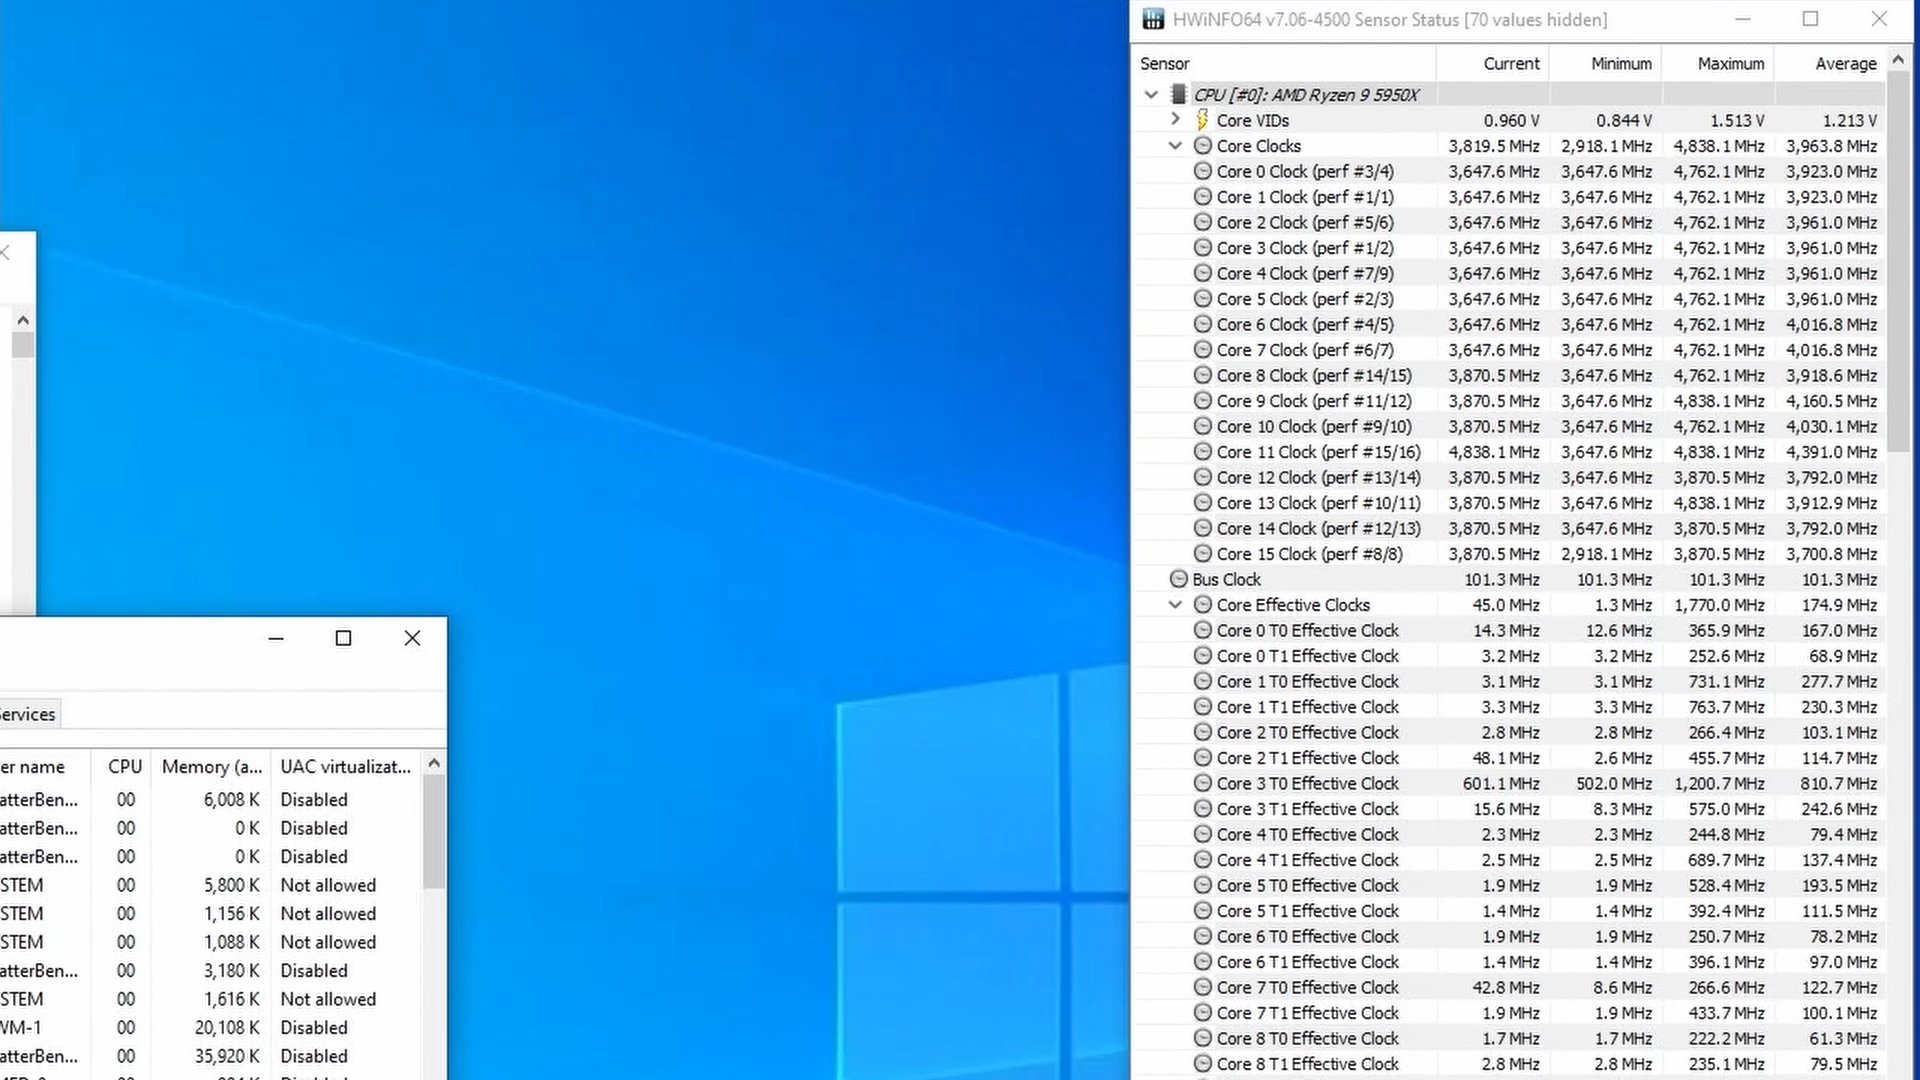 HWiNFO64 v7.06-4500 Sensor Status [70 values hidden]
Sensor Current Minimum Maximum Average
CPU [#0]: AMD Ryzen 9 5950X
Core VIDs 0.960 V 0.844 V 1.513 V 1.213 V
Core Clocks 3,819.5 MHz 2,918.1 MHz 4,838.1 MHz 3,963.8 MHz
Core 0 Clock (perf #3/4) 3,647.6 MHz 3,647.6 MHz 4,762.1 MHz 3,923.0 MHz
Core 1 Clock (perf #1/1) 3,647.6 MHz 3,647.6 MHz 4,762.1 MHz 3,923.0 MHz
Core 2 Clock (perf #5/6) 3,647.6 MHz 3,647.6 MHz 4,762.1 MHz 3,961.0 MHz
Core 3 Clock (perf #1/2) 3,647.6 MHz 3,647.6 MHz 4,762.1 MHz 3,961.0 MHz
Core 4 Clock (perf #7/9) 3,647.6 MHz 3,647.6 MHz 4,762.1 MHz 3,961.0 MHz
Core 5 Clock (perf #2/3) 3,647.6 MHz 3,647.6 MHz 4,762.1 MHz 3,961.0 MHz
Core 6 Clock (perf #4/5) 3,647.6 MHz 3,647.6 MHz 4,762.1 MHz 4,016.8 MHz
Core 7 Clock (perf #6/7) 3,647.6 MHz 3,647.6 MHz 4,762.1 MHz 4,016.8 MHz
Core 8 Clock (perf #14/15) 3,870.5 MHz 3,647.6 MHz 4,762.1 MHz 3,918.6 MHz
Core 9 Clock (perf #11/12) 3,870.5 MHz 3,647.6 MHz 4,838.1 MHz 4,160.5 MHz
Core 10 Clock (perf #9/10) 3,870.5 MHz 3,647.6 MHz 4,762.1 MHz 4,030.1 MHz
Core 11 Clock (perf #15/16) 4,838.1 MHz 3,647.6 MHz 4,838.1 MHz 4,391.0 MHz
Core 12 Clock (perf #13/14) 3,870.5 MHz 3,647.6 MHz 3,870.5 MHz 3,792.0 MHz
Core 13 Clock (perf #10/11) 3,870.5 MHz 3,647.6 MHz 4,838.1 MHz 3,912.9 MHz
Core 14 Clock (perf #12/13) 3,870.5 MHz 3,647.6 MHz 3,870.5 MHz 3,792.0 MHz
Core 15 Clock (perf #8/8) 3,870.5 MHz 2,918.1 MHz 3,870.5 MHz 3,700.8 MHz
Bus Clock 101.3 MHz 101.3 MHz 101.3 MHz 101.3 MHz
Core Effective Clocks 45.0 MHz 1.3 MHz 1,770.0 MHz 174.9 MHz
Core 0 T0 Effective Clock 14.3 MHz 12.6 MHz 365.9 MHz 167.0 MHz
Core 0 T1 Effective Clock 3.2 MHz 3.2 MHz 252.6 MHz 68.9 MHz
Core 1 T0 Effective Clock 3.1 MHz 3.1 MHz 731.1 MHz 277.7 MHz
Core 1 T1 Effective Clock 3.3 MHz 3.3 MHz 763.7 MHz 230.3 MHz
Core 2 T0 Effective Clock 2.8 MHz 2.8 MHz 266.4 MHz 103.1 MHz
Core 2 T1 Effective Clock 48.1 MHz 2.6 MHz 455.7 MHz 114.7 MHz
Core 3 T0 Effective Clock 601.1 MHz 502.0 MHz 1,200.7 MHz 810.7 MHz
Core 3 T1 Effective Clock 15.6 MHz 8.3 MHz 575.0 MHz 242.6 MHz
Core 4 T0 Effective Clock 2.3 MHz 2.3 MHz 244.8 MHz 79.4 MHz
Core 4 T1 Effective Clock 2.5 MHz 2.5 MHz 689.7 MHz 137.4 MHz
Core 5 T0 Effective Clock 1.9 MHz 1.9 MHz 528.4 MHz 193.5 MHz
Core 5 T1 Effective Clock 1.4 MHz 1.4 MHz 392.4 MHz 111.5 MHz
Core 6 T0 Effective Clock 1.9 MHz 1.9 MHz 250.7 MHz 78.2 MHz
Core 6 T1 Effective Clock 1.4 MHz 1.4 MHz 396.1 MHz 97.0 MHz
Core 7 T0 Effective Clock 42.8 MHz 8.6 MHz 266.6 MHz 122.7 MHz
Core 7 T1 Effective Clock 1.9 MHz 1.9 MHz 433.7 MHz 100.1 MHz
Core 8 T0 Effective Clock 1.7 MHz 1.7 MHz 222.2 MHz 61.3 MHz
Core 8 T1 Effective Clock 2.8 MHz 2.8 MHz 235.1 MHz 79.5 MHz
ervices
er name CPU Memory (a... UAC virtualizat...
atterBen... 00 6,008 K Disabled
atterBen... 00 0 K Disabled
atterBen... 00 0 K Disabled
STEM 00 5,800 K Not allowed
STEM 00 1,156 K Not allowed
STEM 00 1,088 K Not allowed
atterBen... 00 3,180 K Disabled
STEM 00 1,616 K Not allowed
WM-1 00 20,108 K Disabled
atterBen... 00 35,920 K Disabled